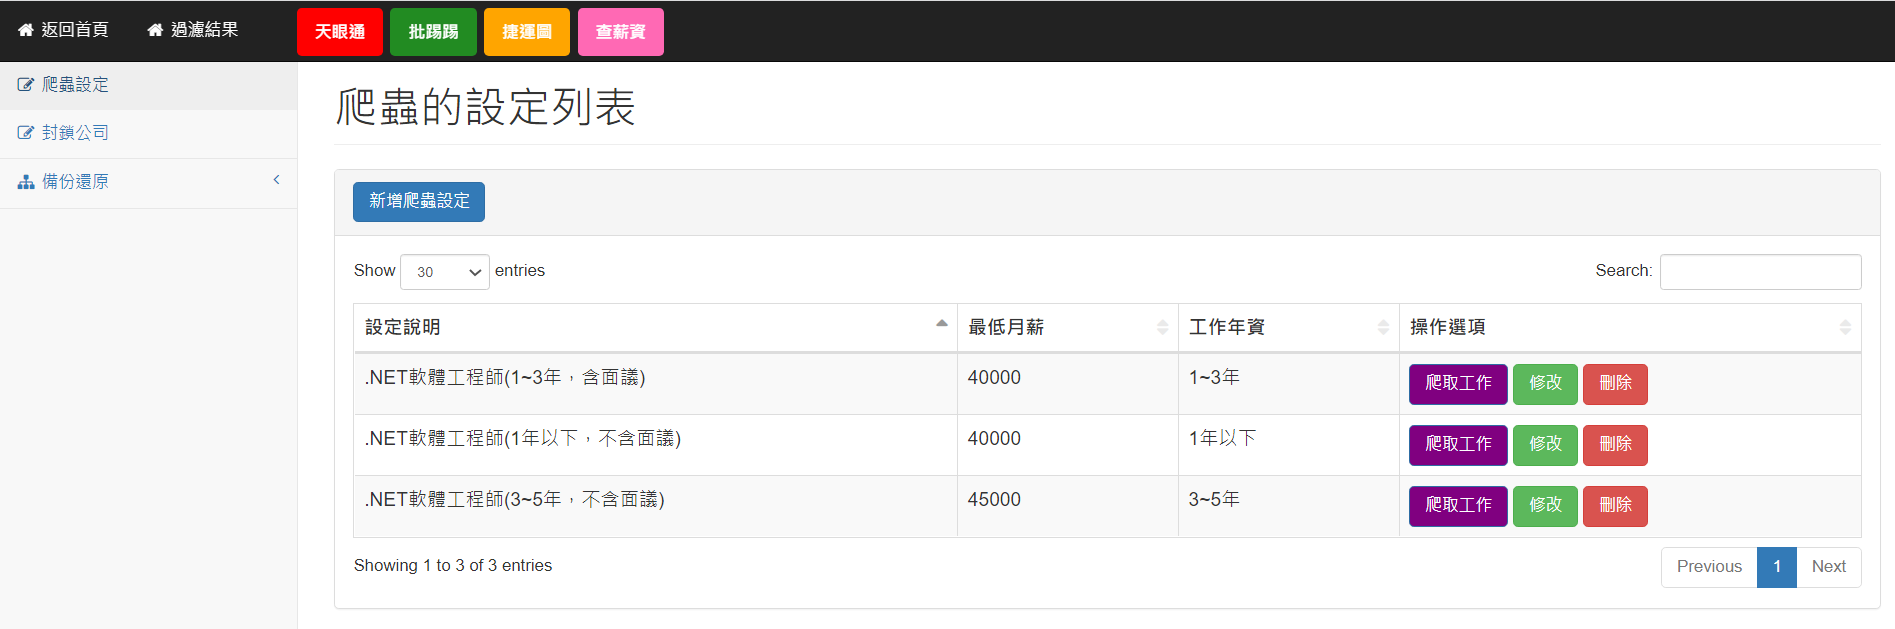 返回首頁 過濾結果 天眼通 批踢踢 捷運圖 查薪資
爬蟲設定
封鎖公司
備份還原
爬蟲的設定列表
新增爬蟲設定
Show 30 entries Search:
設定說明 最低月薪 工作年資 操作選項
.NET軟體工程師(1~3年，含面議) 40000 1~3年 爬取工作 修改 刪除
.NET軟體工程師(1年以下，不含面議) 40000 1年以下 爬取工作 修改 刪除
.NET軟體工程師(3~5年，不含面議) 45000 3~5年 爬取工作 修改 刪除
Showing 1 to 3 of 3 entries Previous 1 Next